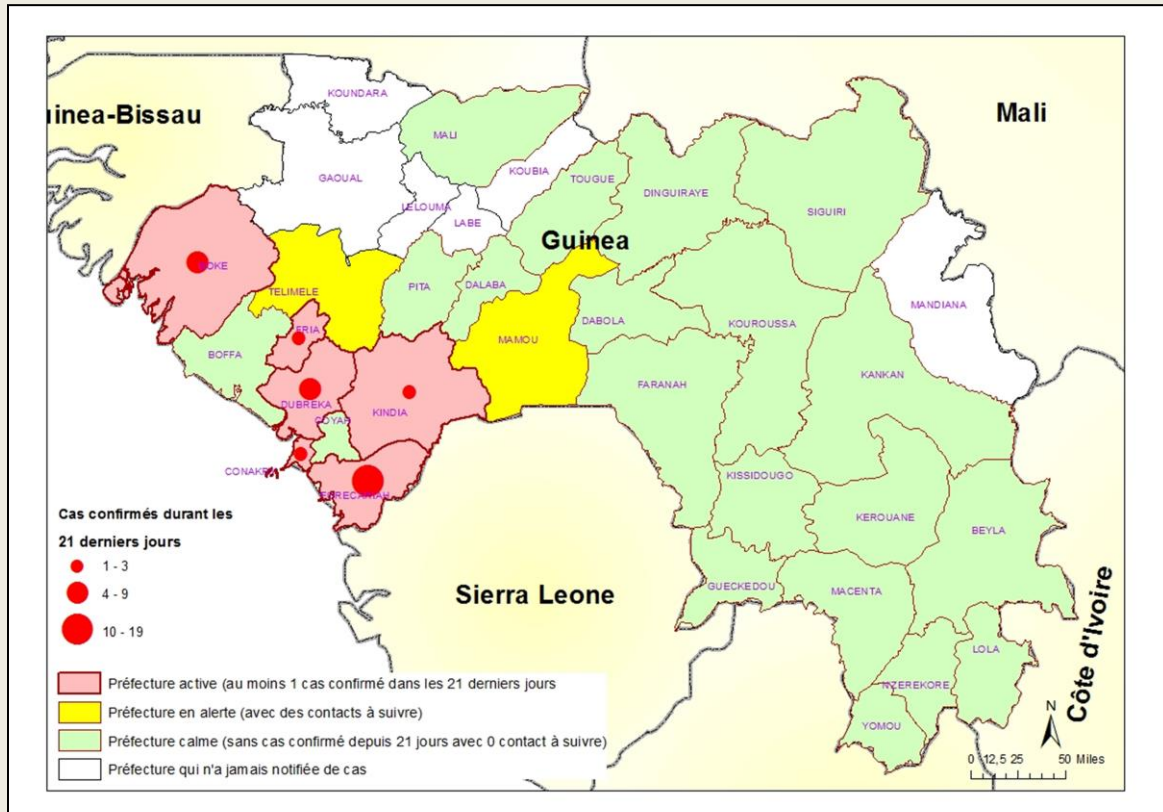 uinea-Bissau
Mali
KOUNDARA
MALI
GAOUAL
KOUBIA
LELOUMA
LABE
TOUGUE
DINGUIRAYE
SIGUIRI
Guinea
MANDIANA
TELIMELE
PITA
DALABA
MAMOU
DABOLA
KOUROUSSA
BOFFA
KINDIA
FARANAH
KANKAN
DUBREKA
KISSIDOUGO
KEROUANE
BEYLA
GUECKEDOU
MACENTA
LOLA
NZEREKORE
YOMOU
Sierra Leone
Côte d'Ivoire
Cas confirmés durant les
21 derniers jours
1 - 3
4 - 9
10 - 19
Préfecture active (au moins 1 cas confirmé dans les 21 derniers jours
Préfecture en alerte (avec des contacts à suivre)
Préfecture calme (sans cas confirmé depuis 21 jours avec 0 contact à suivre)
Préfecture qui n'a jamais notifiée de cas
N
0 12,5 25 50 Miles